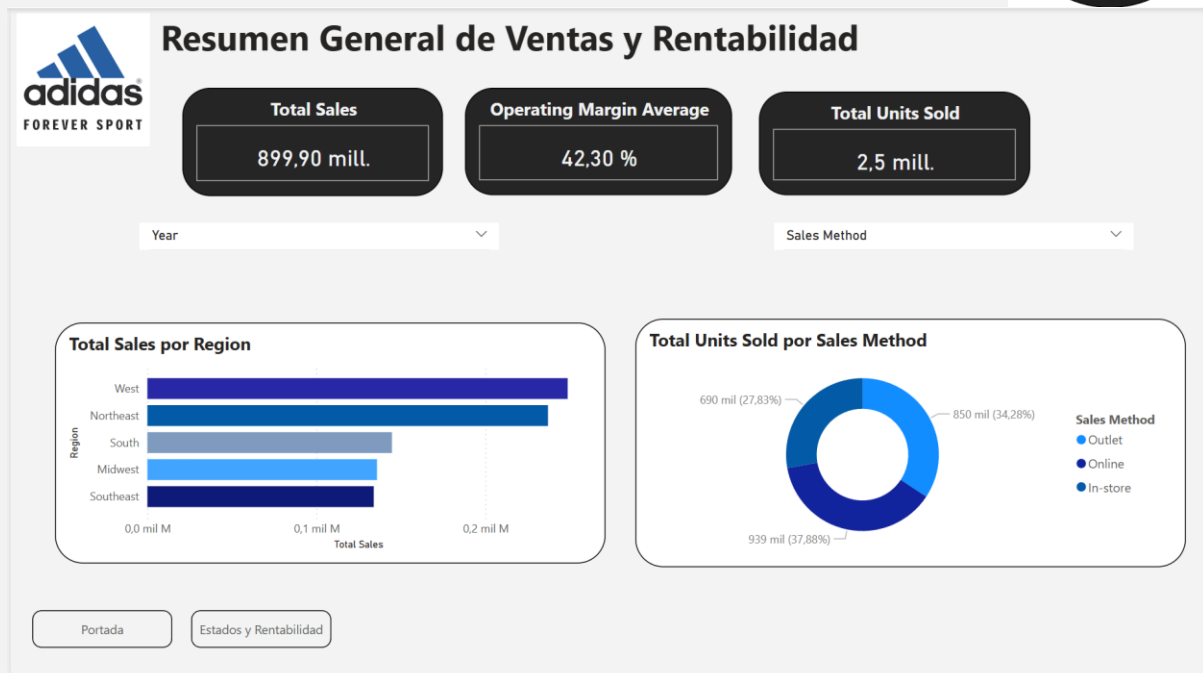 Resumen General de Ventas y Rentabilidad
adidas®
FOREVER SPORT
Total Sales
899,90 mill.
Operating Margin Average
42,30 %
Total Units Sold
2,5 mill.
Year
Sales Method
Total Sales por Region
Region
West
Northeast
South
Midwest
Southeast
0,0 mil M
0,1 mil M
0,2 mil M
Total Sales
Total Units Sold por Sales Method
690 mil (27,83%)
850 mil (34,28%)
939 mil (37,88%)
Sales Method
Outlet
Online
In-store
Portada
Estados y Rentabilidad